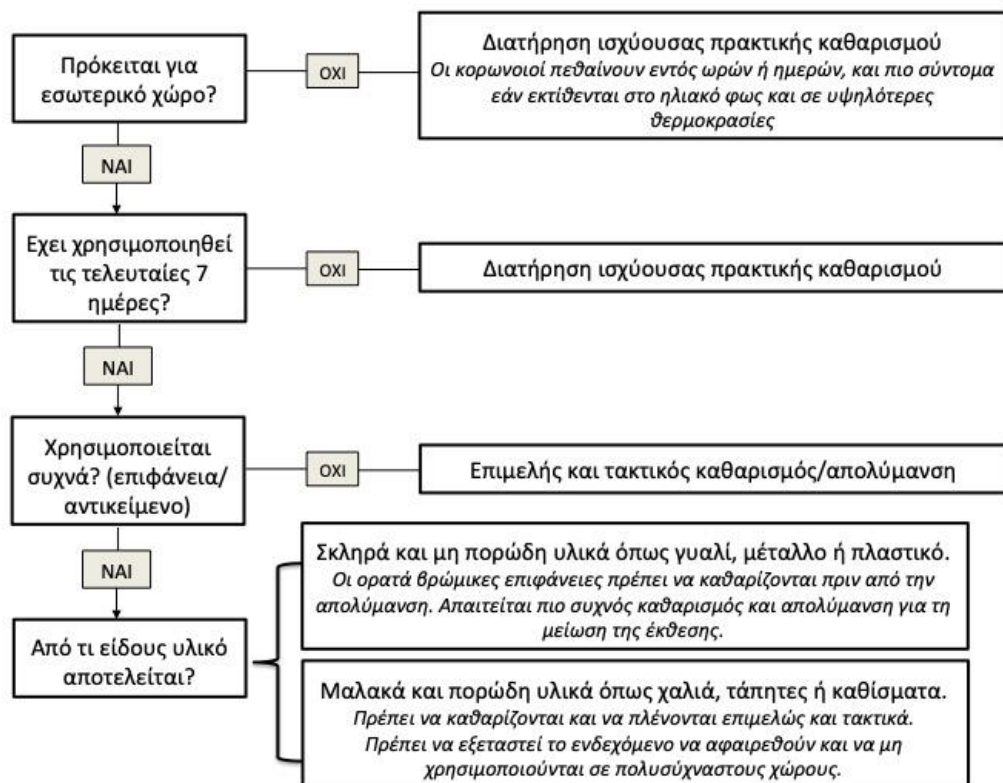 Πρόκειται για
εσωτερικό χώρο?
ΟΧΙ
Διατήρηση ισχύουσας πρακτικής καθαρισμού
Οι κορωνοιοί πεθαίνουν εντός ωρών ή ημερών, και πιο σύντομα
εάν εκτίθενται στο ηλιακό φως και σε υψηλότερες
θερμοκρασίες
ΝΑΙ
Εχει χρησιμοποιηθεί
τις τελευταίες 7
ημέρες?
ΟΧΙ
Διατήρηση ισχύουσας πρακτικής καθαρισμού
ΝΑΙ
Χρησιμοποιείται
συχνά? (επιφάνεια/
αντικείμενο)
ΟΧΙ
Επιμελής και τακτικός καθαρισμός/απολύμανση
ΝΑΙ
Από τι είδους υλικό
αποτελείται?
Σκληρά και μη πορώδη υλικά όπως γυαλί, μέταλλο ή πλαστικό.
Οι ορατά βρώμικες επιφάνειες πρέπει να καθαρίζονται πριν από την
απολύμανση. Απαιτείται πιο συχνός καθαρισμός και απολύμανση για τη
μείωση της έκθεσης.
Μαλακά και πορώδη υλικά όπως χαλιά, τάπητες ή καθίσματα.
Πρέπει να καθαρίζονται και να πλένονται επιμελώς και τακτικά.
Πρέπει να εξεταστεί το ενδεχόμενο να αφαιρεθούν και να μη
χρησιμοποιούνται σε πολυσύχναστους χώρους.